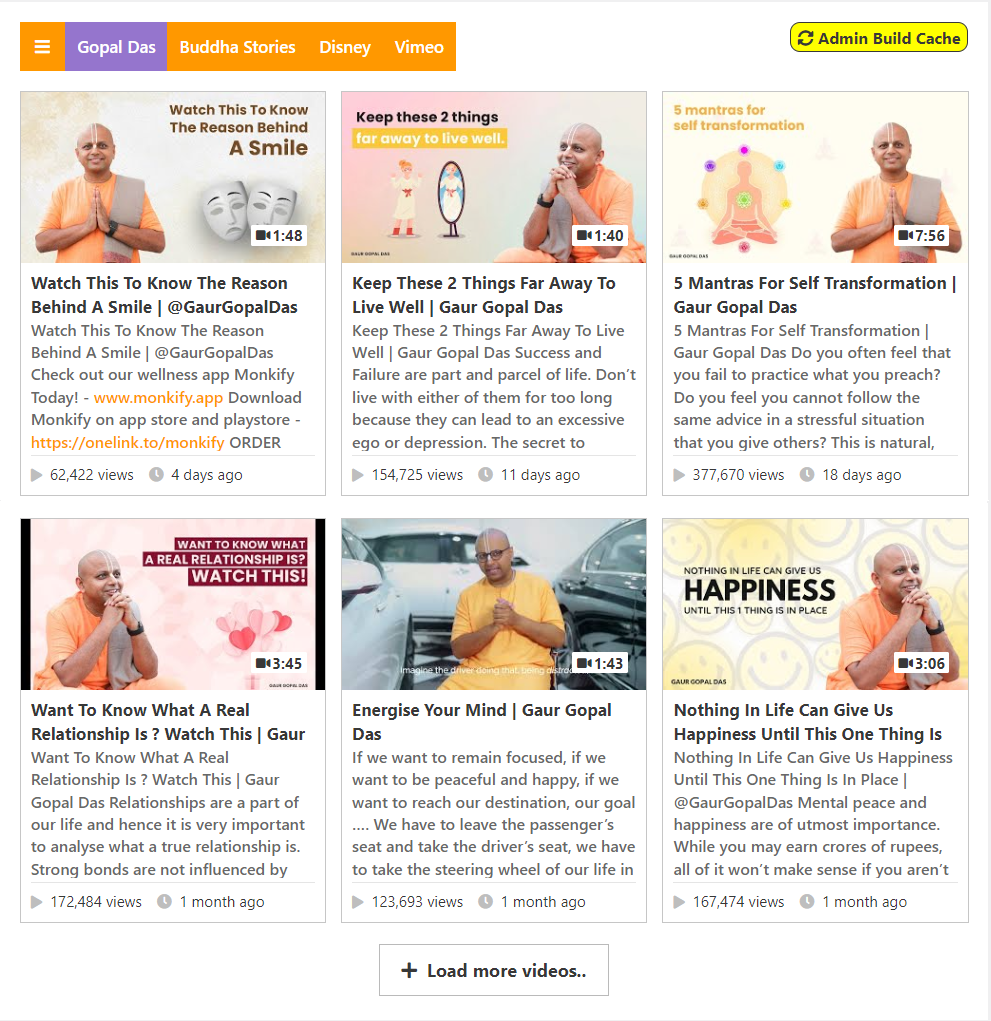 Gopal Das Buddha Stories Disney Vimeo
Admin Build Cache
Watch This To Know
The Reason Behind
A Smile
1:48
Watch This To Know The Reason
Behind A Smile | @GaurGopalDas
Watch This To Know The Reason
Behind A Smile | @GaurGopalDas
Check out our wellness app Monkify
Today! - www.monkify.app Download
Monkify on app store and playstore -
https://onelink.to/monkify ORDER
62,422 views 4 days ago
Keep these 2 things
far away to live well.
GAUR GOPAL DAS
1:40
Keep These 2 Things Far Away To
Live Well | Gaur Gopal Das
Keep These 2 Things Far Away To Live
Well | Gaur Gopal Das Success and
Failure are part and parcel of life. Don’t
live with either of them for too long
because they can lead to an excessive
ego or depression. The secret to
154,725 views 11 days ago
5 mantras for
self transformation
GAUR GOPAL DAS
7:56
5 Mantras For Self Transformation |
Gaur Gopal Das
5 Mantras For Self Transformation |
Gaur Gopal Das Do you often feel that
you fail to practice what you preach?
Do you feel you cannot follow the
same advice in a stressful situation
that you give others? This is natural,
377,670 views 18 days ago
WANT TO KNOW WHAT
A REAL RELATIONSHIP IS?
WATCH THIS!
3:45
GAUR GOPAL DAS
Want To Know What A Real
Relationship Is ? Watch This | Gaur
Want To Know What A Real
Relationship Is ? Watch This | Gaur
Gopal Das Relationships are a part of
our life and hence it is very important
to analyse what a true relationship is.
Strong bonds are not influenced by
172,484 views 1 month ago
Imagine the driver doing that, being
1:43
Energise Your Mind | Gaur Gopal
Das
If we want to remain focused, if we
want to be peaceful and happy, if we
want to reach our destination, our goal
.... We have to leave the passenger’s
seat and take the driver’s seat, we have
to take the steering wheel of our life in
123,693 views 1 month ago
NOTHING IN LIFE CAN GIVE US
HAPPINESS
UNTIL THIS 1 THING IS IN PLACE
3:06
GAUR GOPAL DAS
Nothing In Life Can Give Us
Happiness Until This One Thing Is
Nothing In Life Can Give Us Happiness
Until This One Thing Is In Place |
@GaurGopalDas Mental peace and
happiness are of utmost importance.
While you may earn crores of rupees,
all of it won’t make sense if you aren’t
167,474 views 1 month ago
Load more videos..